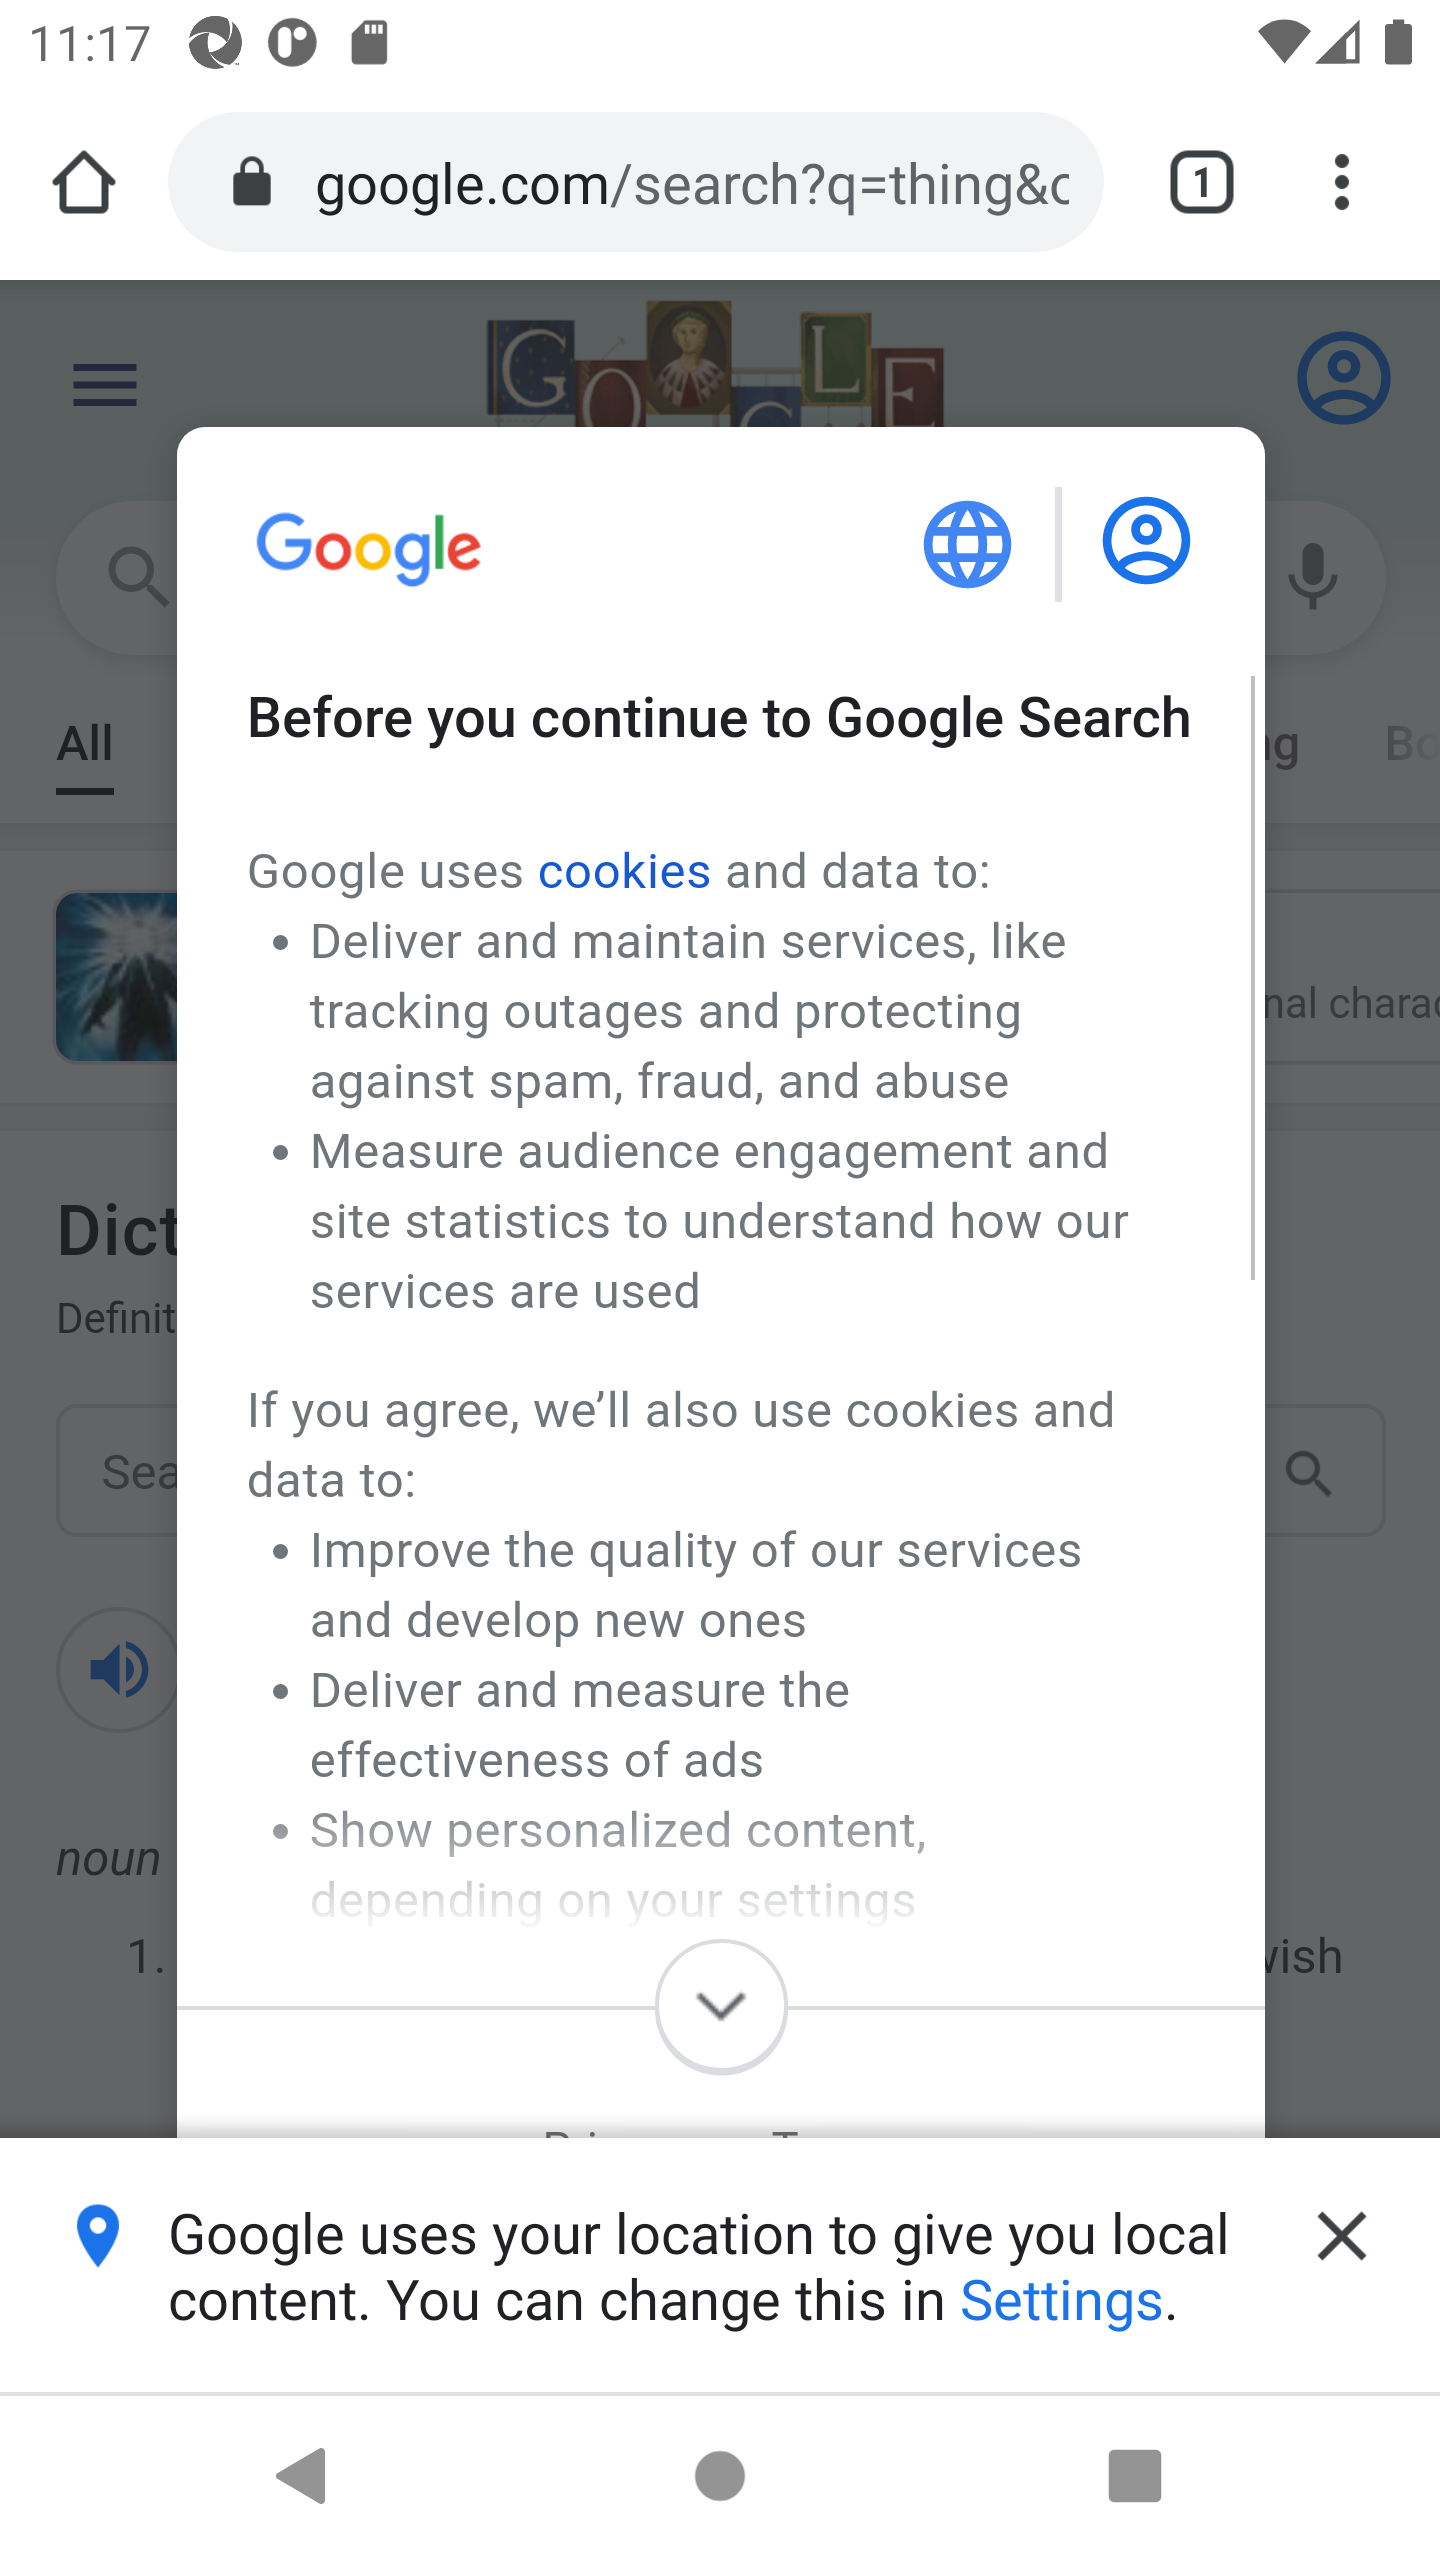 11:17
google.com/search?q=thing&c
1
GOOGLE
Google
Before you continue to Google Search
All
ng
Bo
Google uses cookies and data to:
• Deliver and maintain services, like
tracking outages and protecting
against spam, fraud, and abuse
nal charac
• Measure audience engagement and
site statistics to understand how our
services are used
Dict
Definit
If you agree, we’ll also use cookies and
data to:
Sea
• Improve the quality of our services
and develop new ones
• Deliver and measure the
effectiveness of ads
• Show personalized content,
depending on your settings
noun
1.
wish
Google uses your location to give you local
content. You can change this in Settings.